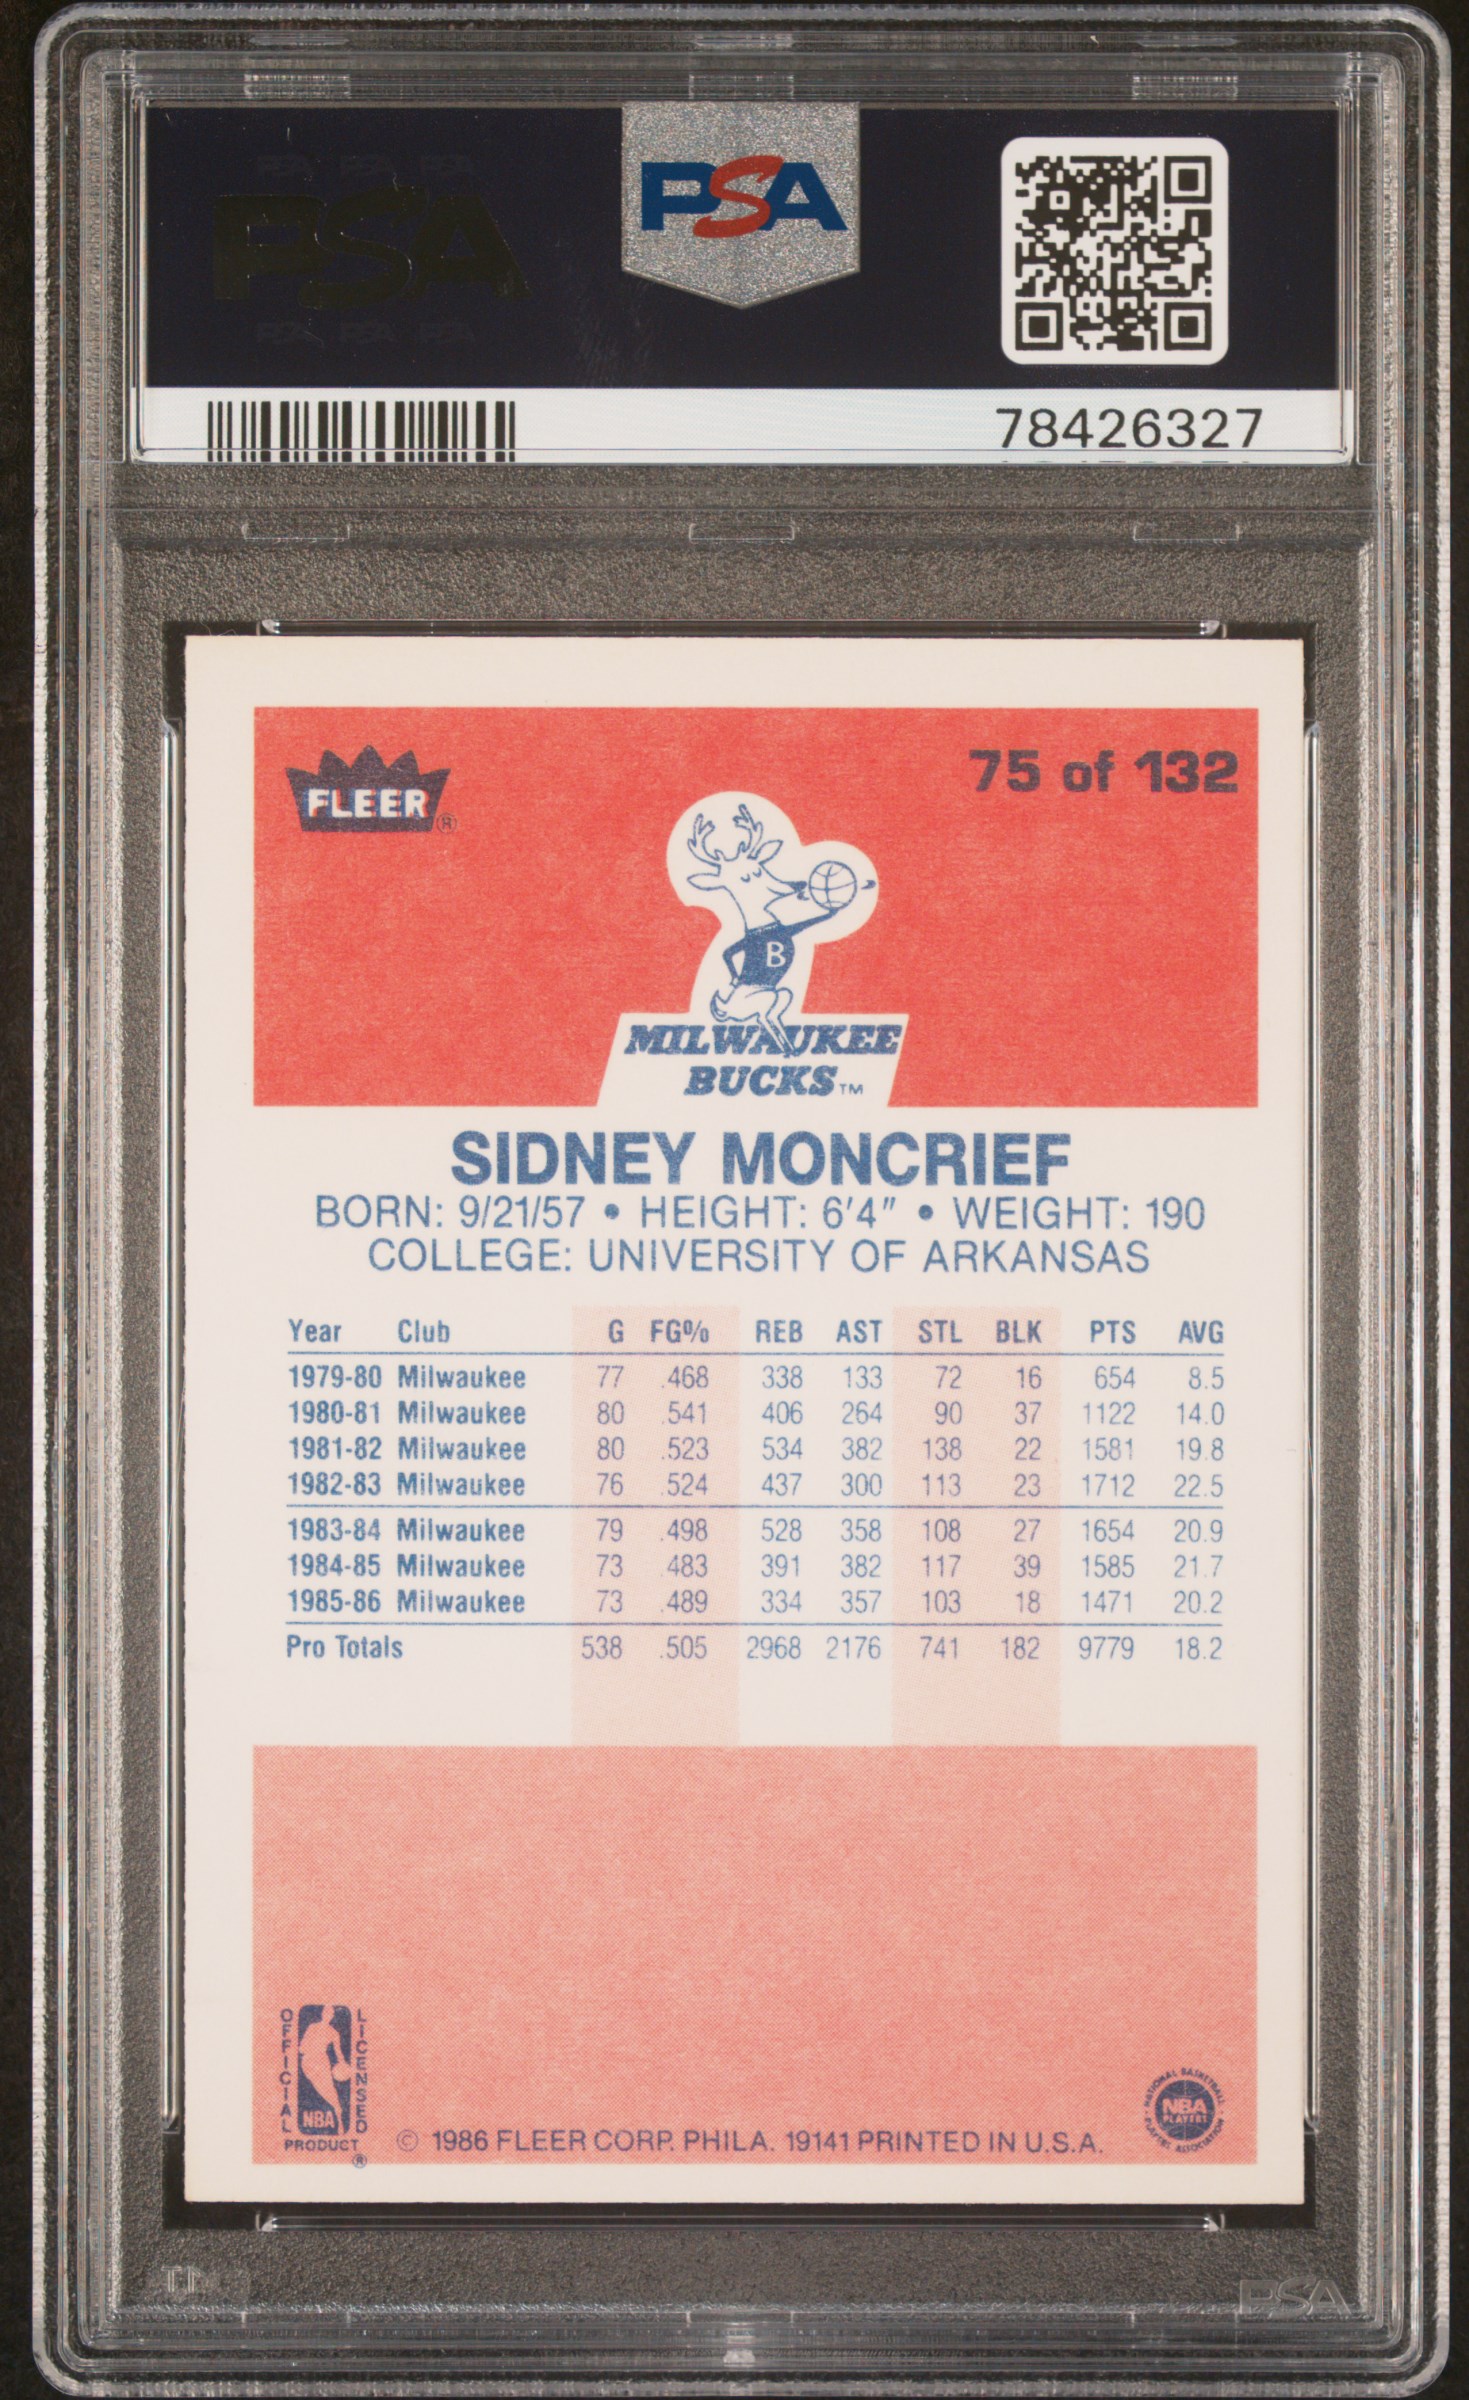 PSA
PSA
78426327
FLEER®
75 of 132
B
MILWAUKEE
BUCKS™
SIDNEY MONCRIEF
BORN: 9/21/57 • HEIGHT: 6'4" • WEIGHT: 190
COLLEGE: UNIVERSITY OF ARKANSAS
Year Club G FG% REB AST STL BLK PTS AVG
1979-80 Milwaukee 77 .468 338 133 72 16 654 8.5
1980-81 Milwaukee 80 .541 406 264 90 37 1122 14.0
1981-82 Milwaukee 80 .523 534 382 138 22 1581 19.8
1982-83 Milwaukee 76 .524 437 300 113 23 1712 22.5
1983-84 Milwaukee 79 .498 528 358 108 27 1654 20.9
1984-85 Milwaukee 73 .483 391 382 117 39 1585 21.7
1985-86 Milwaukee 73 .489 334 357 103 18 1471 20.2
Pro Totals 538 .505 2968 2176 741 182 9779 18.2
OFFICIAL LICENSED
NBA
PRODUCT®
© 1986 FLEER CORP. PHILA. 19141 PRINTED IN U.S.A.
NATIONAL BASKETBALL
NBA
PLAYERS
PLAYERS ASSOCIATION
PSA